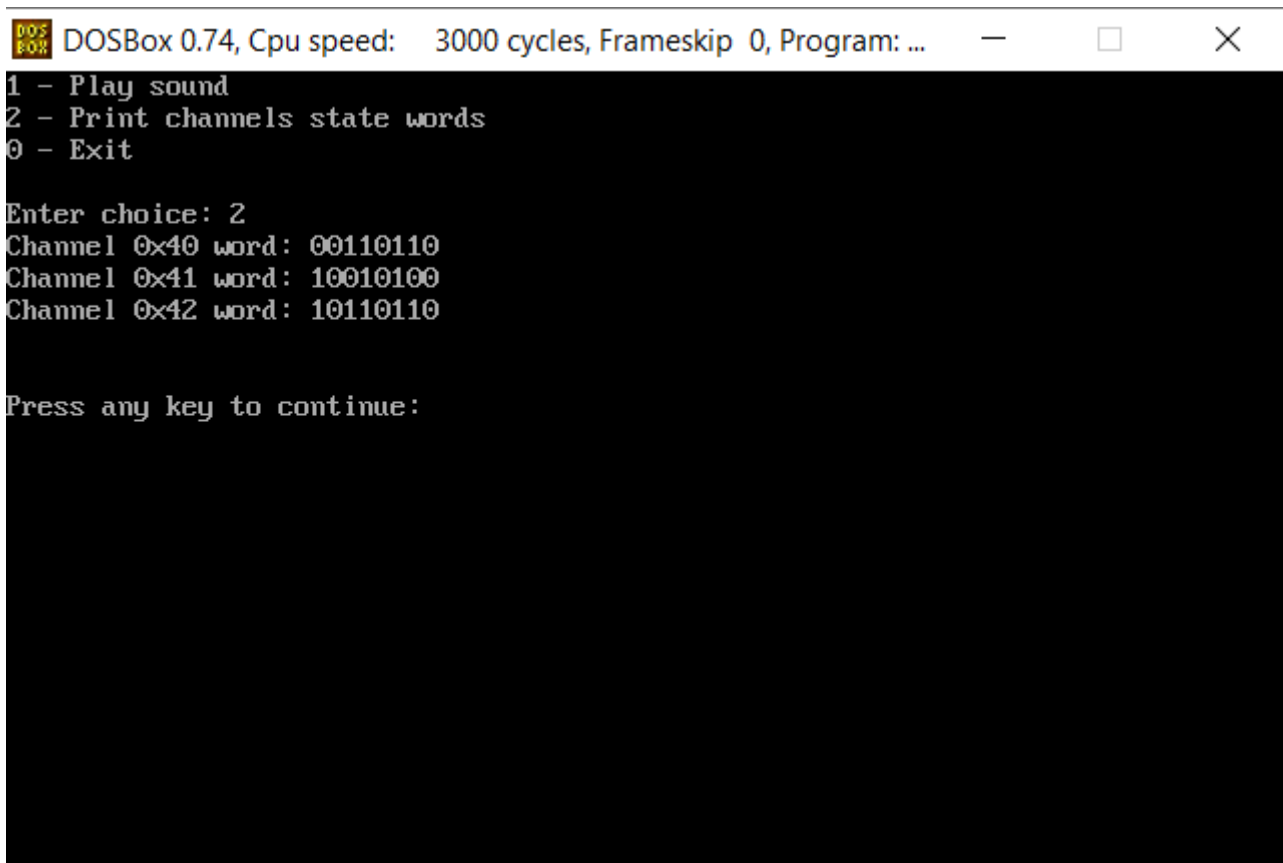 DOS
BOX
DOSBox 0.74, Cpu speed: 3000 cycles, Frameskip 0, Program: ...
1 - Play sound
2 - Print channels state words
0 - Exit
Enter choice: 2
Channel 0x40 word: 00110110
Channel 0x41 word: 10010100
Channel 0x42 word: 10110110
Press any key to continue: